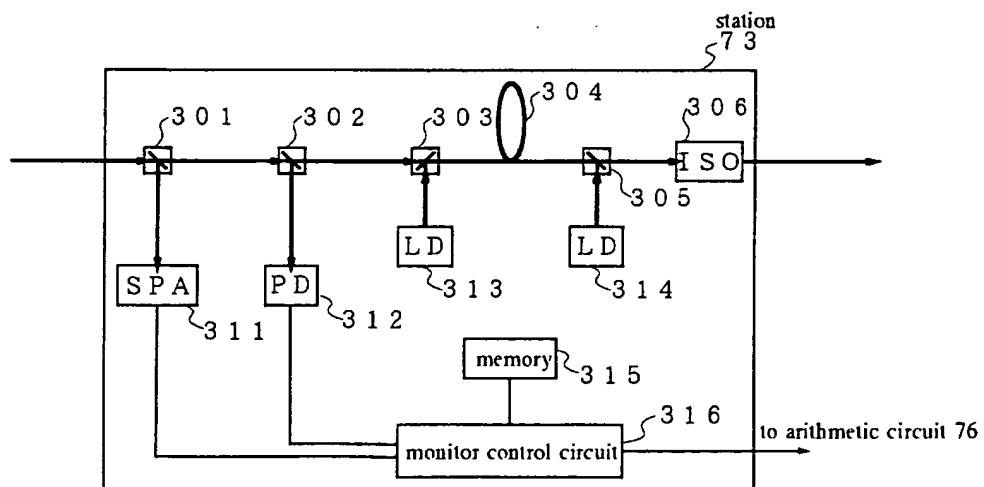 station
73
304
306
301
302
303
ISO
305
LD
LD
SPA
PD
313
314
311
312
memory
315
316
to arithmetic circuit 76
monitor control circuit